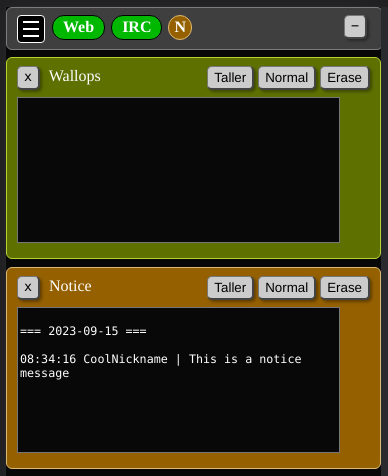 Web IRC N −
x Wallops Taller Normal Erase
x Notice Taller Normal Erase
=== 2023-09-15 ===
08:34:16 CoolNickname | This is a notice
message